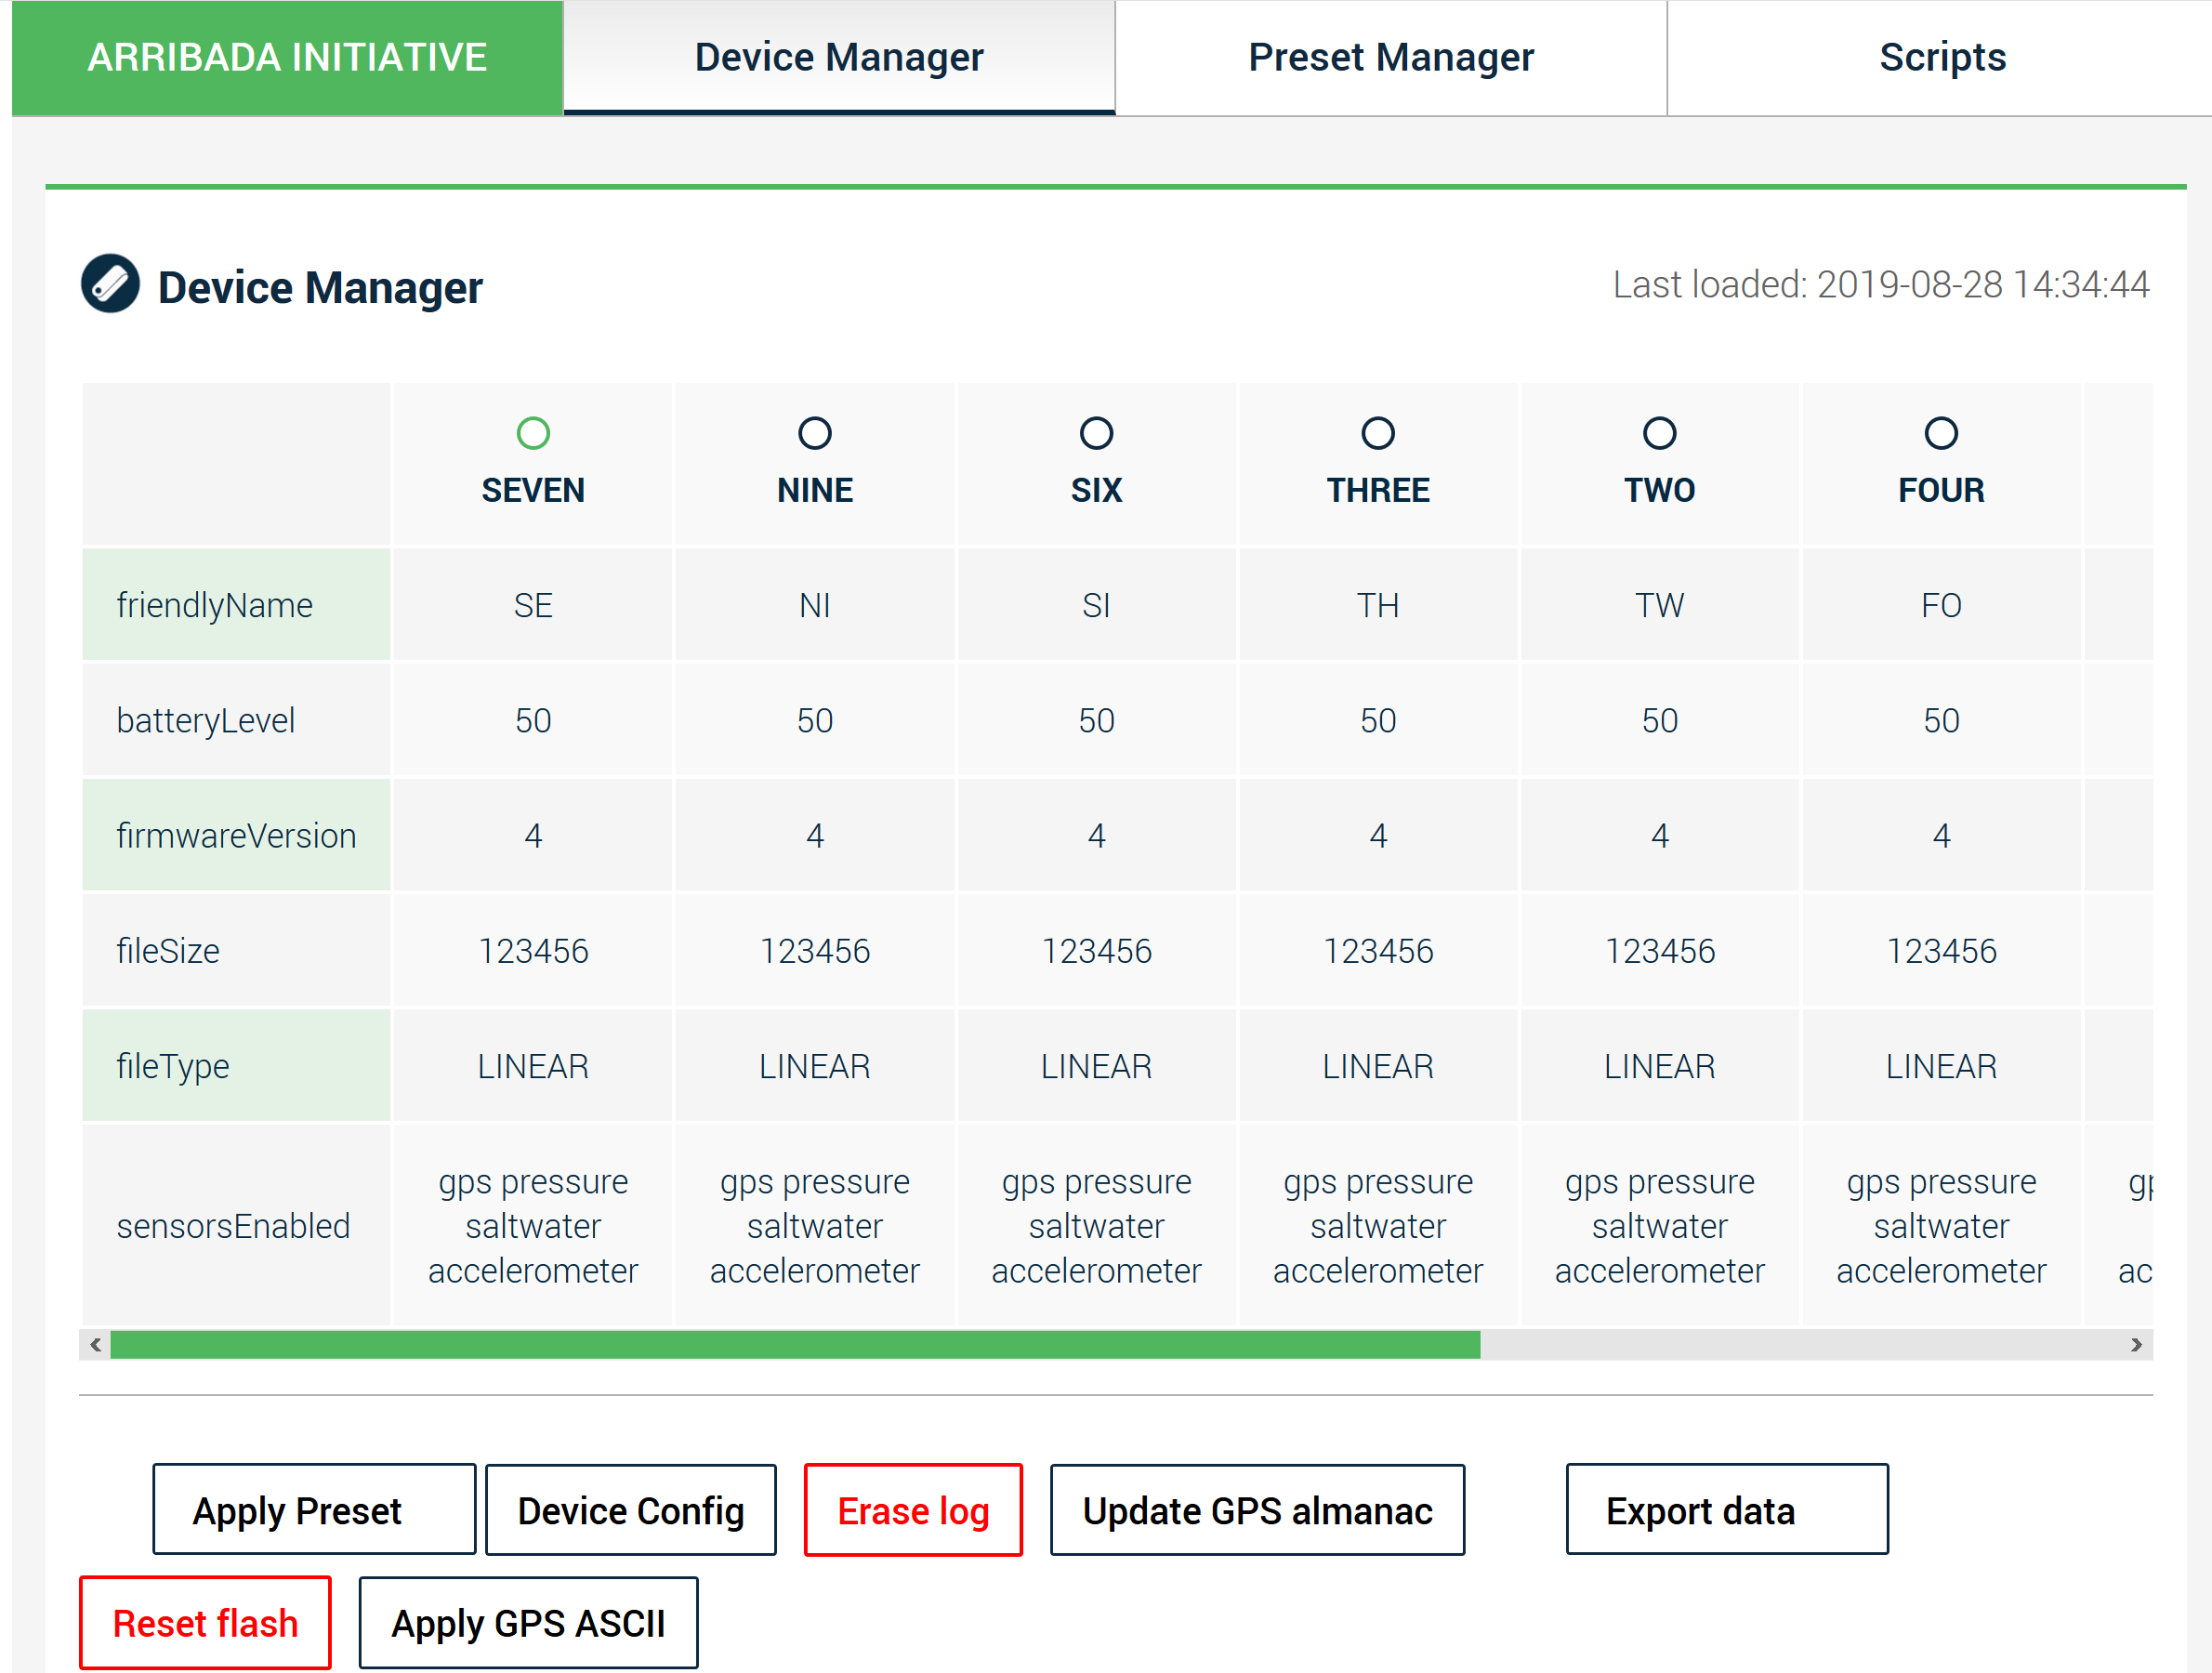 ARRIBADA INITIATIVE Device Manager Preset Manager Scripts
Device Manager Last loaded: 2019-08-28 14:34:44
SEVEN NINE SIX THREE TWO FOUR
friendlyName SE NI SI TH TW FO
batteryLevel 50 50 50 50 50 50
firmwareVersion 4 4 4 4 4 4
fileSize 123456 123456 123456 123456 123456 123456
fileType LINEAR LINEAR LINEAR LINEAR LINEAR LINEAR
gps pressure gps pressure gps pressure gps pressure gps pressure gps pressure
sensorsEnabled saltwater saltwater saltwater saltwater saltwater saltwater
accelerometer accelerometer accelerometer accelerometer accelerometer accelerometer
Apply Preset Device Config Erase log Update GPS almanac Export data
Reset flash Apply GPS ASCII